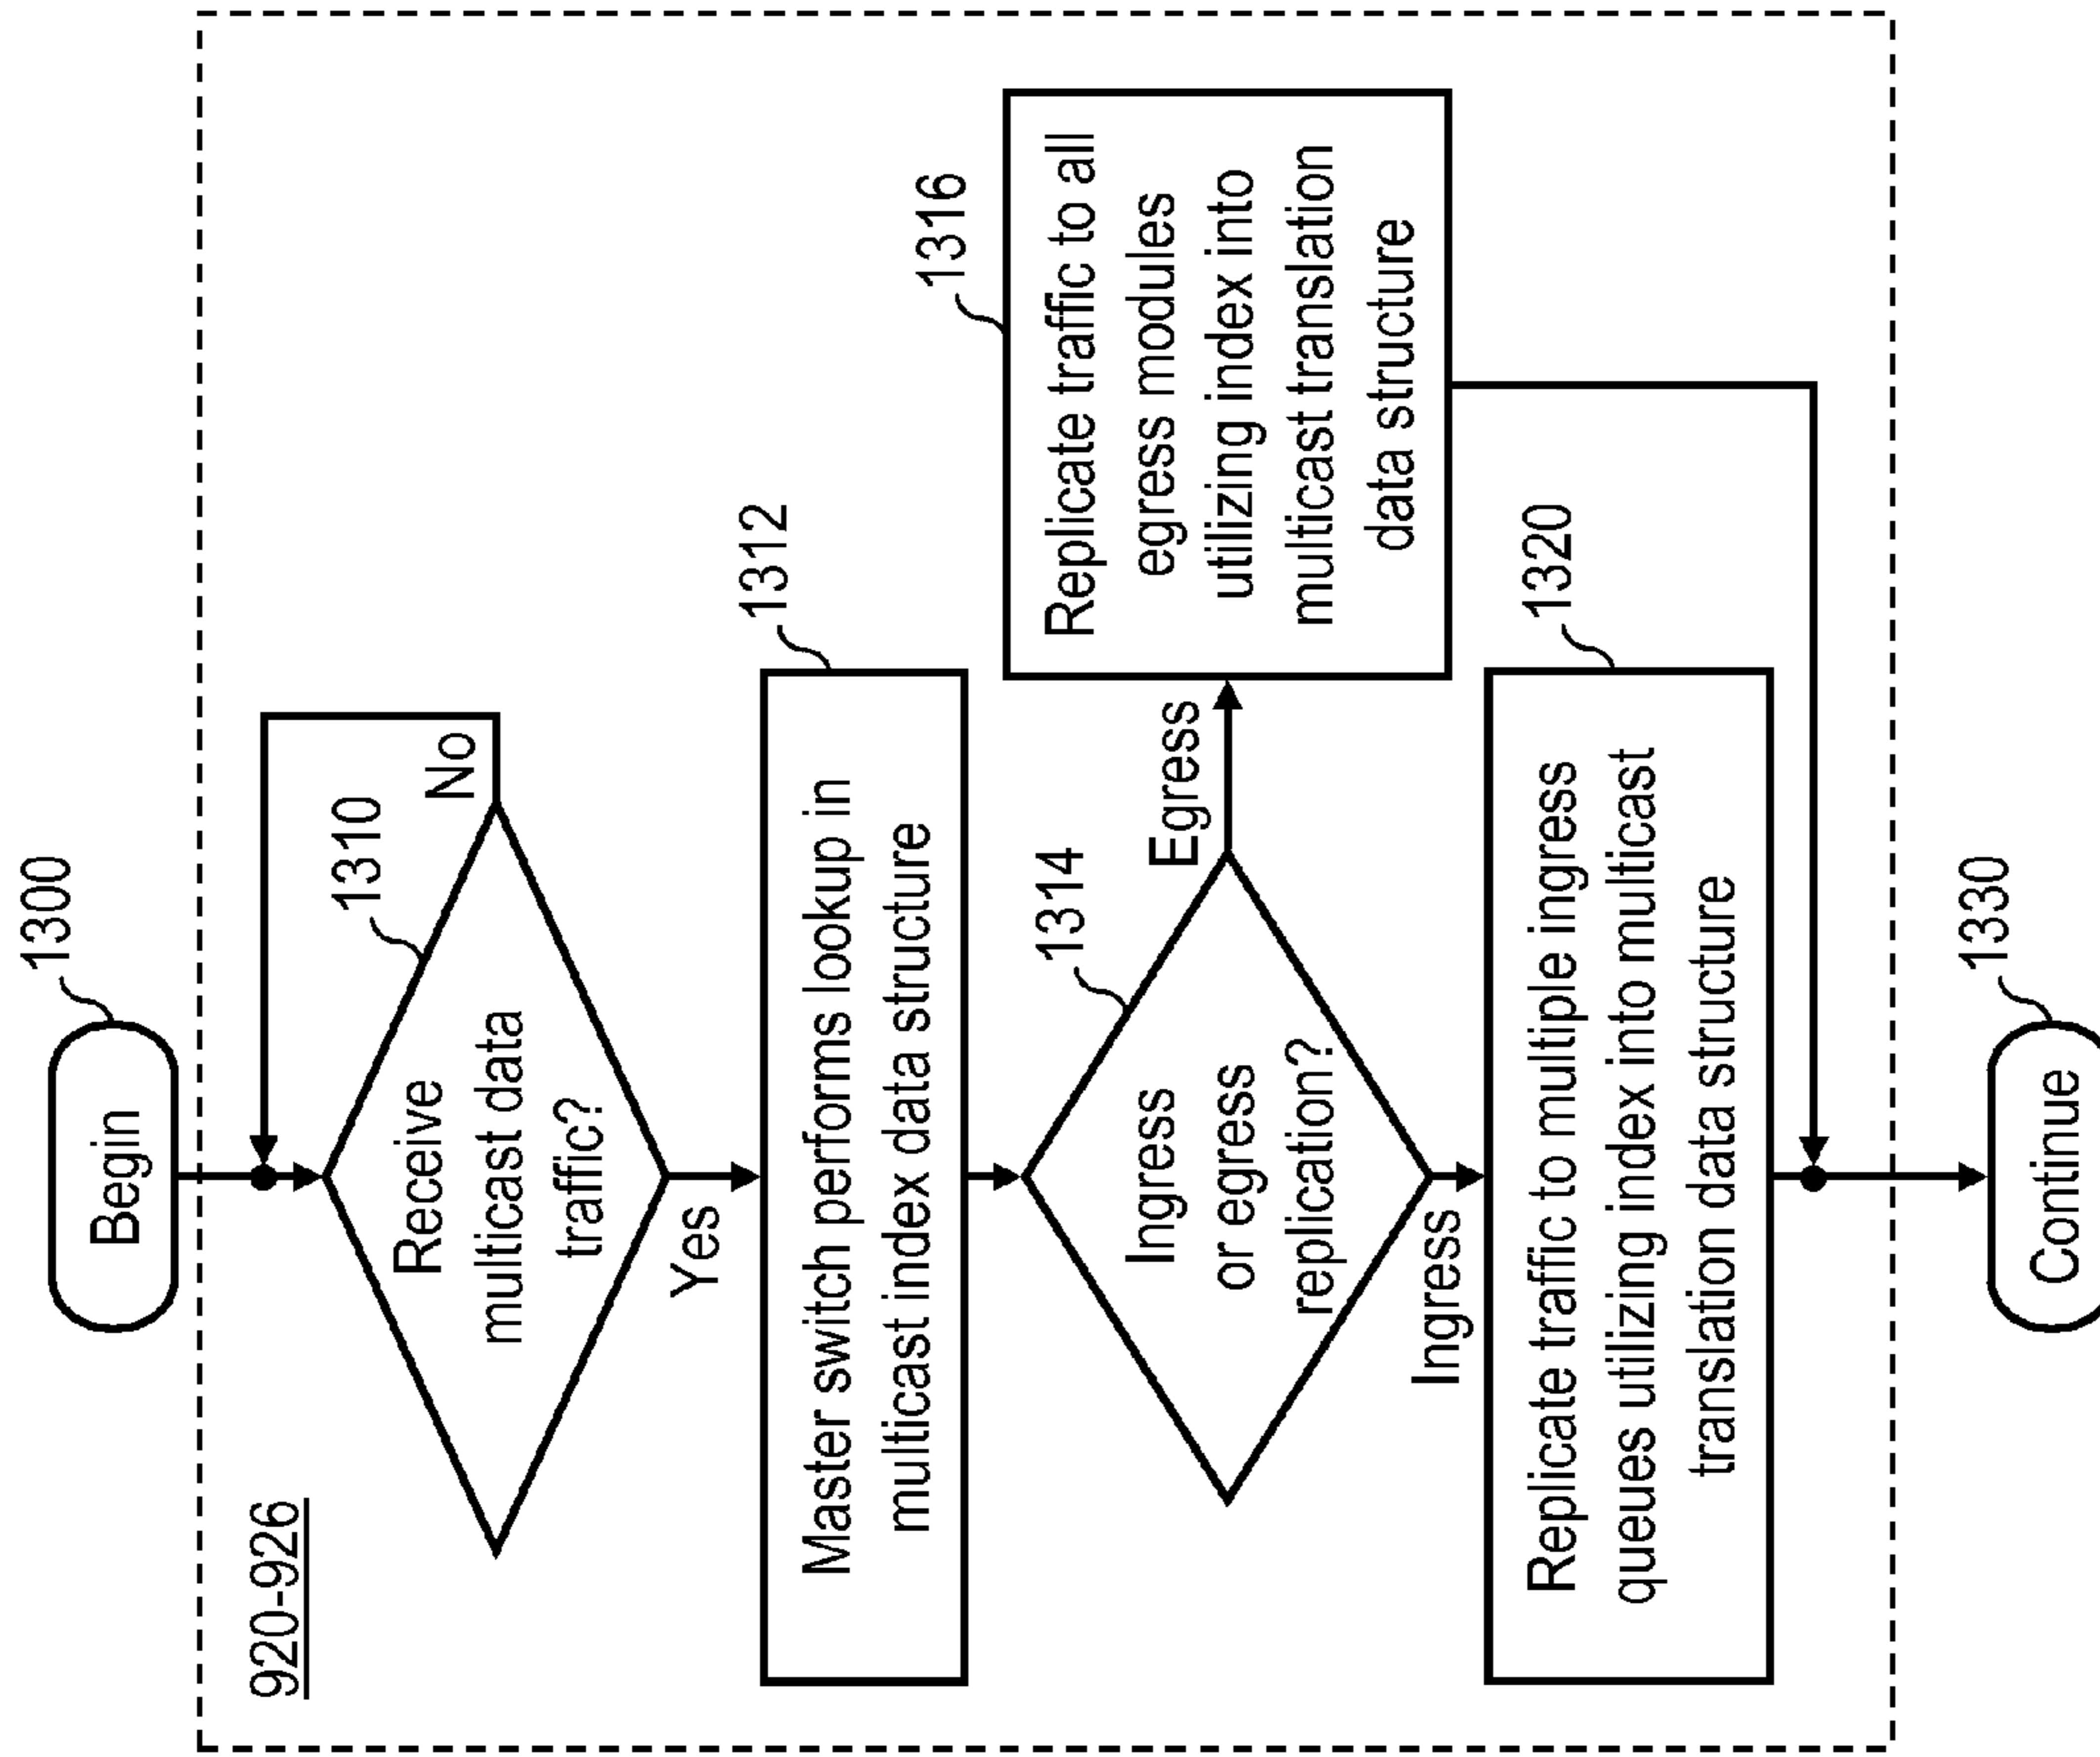 920-926
Begin
1300
Receive
multicast data
traffic?
1310
No
Yes
Master switch performs lookup in
multicast index data structure
1312
Ingress
or egress
replication?
1314
Egress
Replicate traffic to all
egress modules
utilizing index into
multicast translation
data structure
1316
Ingress
Replicate traffic to multiple ingress
queues utilizing index into multicast
translation data structure
1320
Continue
1330